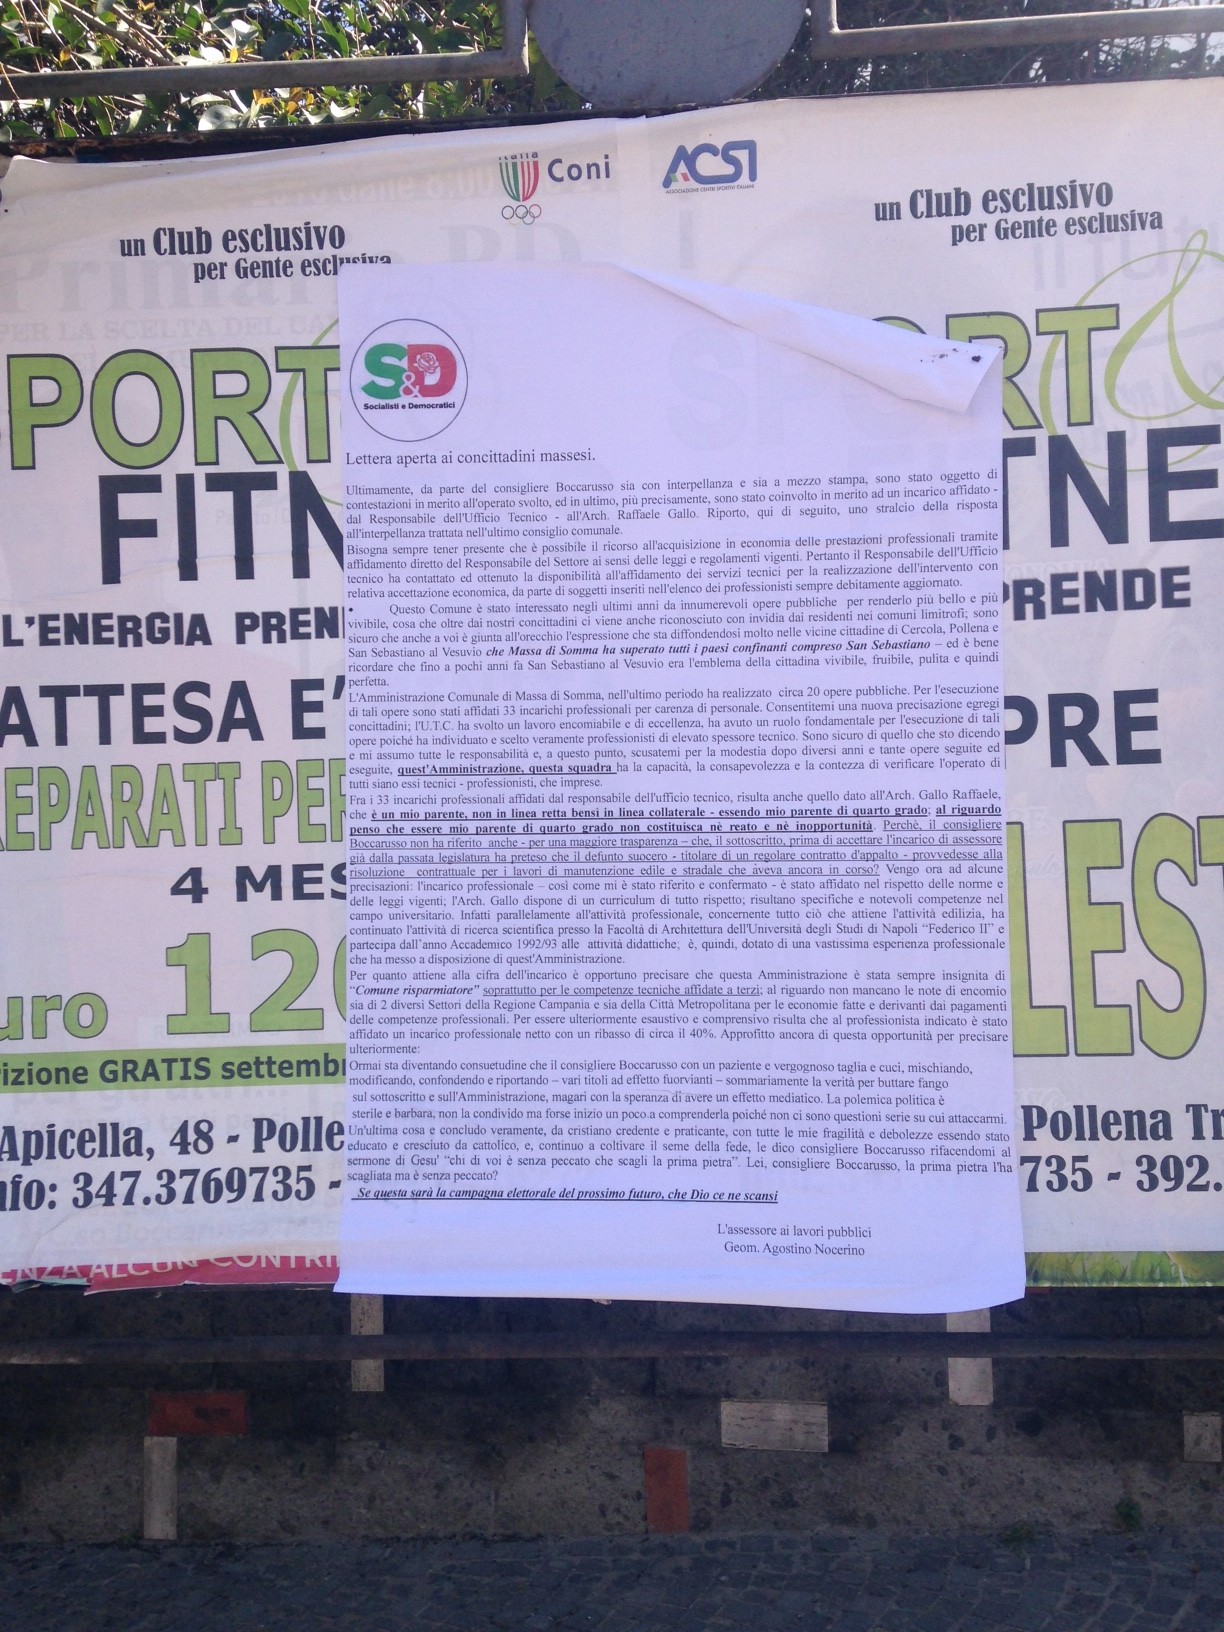 Italia
Coni
ACSI
ASSOCIAZIONE CENTRI SPORTIVI ITALIANI
un Club esclusivo
per Gente esclusiva
un Club esclusivo
per Gente esclusiva
PORT
FITN
L'ENERGIA PREN
ATTESA E'
EPARATI PER
4 MES
uro 120
rizione GRATIS settembr
Apicella, 48 - Polle
nfo: 347.3769735 -
ENZA ALCUN CONTRI
S&D
Socialisti e Democratici
Lettera aperta ai concittadini massesi.
Ultimamente, da parte del consigliere Boccarusso sia con interpellanza e sia a mezzo stampa, sono stato oggetto di
contestazioni in merito all'operato svolto, ed in ultimo, più precisamente, sono stato coinvolto in merito ad un incarico affidato -
dal Responsabile dell'Ufficio Tecnico - all'Arch. Raffaele Gallo. Riporto, qui di seguito, uno stralcio della risposta
all'interpellanza trattata nell'ultimo consiglio comunale.
Bisogna sempre tener presente che è possibile il ricorso all'acquisizione in economia delle prestazioni professionali tramite
affidamento diretto del Responsabile del Settore ai sensi delle leggi e regolamenti vigenti. Pertanto il Responsabile dell'Ufficio
tecnico ha contattato ed ottenuto la disponibilità all'affidamento dei servizi tecnici per la realizzazione dell'intervento con
relativa accettazione economica, da parte di soggetti inseriti nell'elenco dei professionisti sempre debitamente aggiornato.
• Questo Comune è stato interessato negli ultimi anni da innumerevoli opere pubbliche per renderlo più bello e più
vivibile, cosa che oltre dai nostri concittadini ci viene anche riconosciuto con invidia dai residenti nei comuni limitrofi; sono
sicuro che anche a voi è giunta all'orecchio l'espressione che sta diffondendosi molto nelle vicine cittadine di Cercola, Pollena e
San Sebastiano al Vesuvio che Massa di Somma ha superato tutti i paesi confinanti compreso San Sebastiano – ed è bene
ricordare che fino a pochi anni fa San Sebastiano al Vesuvio era l'emblema della cittadina vivibile, fruibile, pulita e quindi
perfetta.
L'Amministrazione Comunale di Massa di Somma, nell'ultimo periodo ha realizzato circa 20 opere pubbliche. Per l'esecuzione
di tali opere sono stati affidati 33 incarichi professionali per carenza di personale. Consentitemi una nuova precisazione egregi
concittadini; l'U.T.C. ha svolto un lavoro encomiabile e di eccellenza, ha avuto un ruolo fondamentale per l'esecuzione di tali
opere poiché ha individuato e scelto veramente professionisti di elevato spessore tecnico. Sono sicuro di quello che sto dicendo
e mi assumo tutte le responsabilità e, a questo punto, scusatemi per la modestia dopo diversi anni e tante opere seguite ed
eseguite, quest'Amministrazione, questa squadra ha la capacità, la consapevolezza e la contezza di verificare l'operato di
tutti siano essi tecnici - professionisti, che imprese.
Fra i 33 incarichi professionali affidati dal responsabile dell'ufficio tecnico, risulta anche quello dato all'Arch. Gallo Raffaele,
che è un mio parente, non in linea retta bensì in linea collaterale - essendo mio parente di quarto grado; al riguardo
penso che essere mio parente di quarto grado non costituisca nè reato e nè inopportunità. Perchè, il consigliere
Boccarusso non ha riferito anche - per una maggiore trasparenza – che, il sottoscritto, prima di accettare l'incarico di assessore
già dalla passata legislatura ha preteso che il defunto suocero - titolare di un regolare contratto d'appalto - provvedesse alla
risoluzione contrattuale per i lavori di manutenzione edile e stradale che aveva ancora in corso? Vengo ora ad alcune
precisazioni: l'incarico professionale – così come mi è stato riferito e confermato - è stato affidato nel rispetto delle norme e
delle leggi vigenti; l'Arch. Gallo dispone di un curriculum di tutto rispetto; risultano specifiche e notevoli competenze nel
campo universitario. Infatti parallelamente all'attività professionale, concernente tutto ciò che attiene l'attività edilizia, ha
continuato l'attività di ricerca scientifica presso la Facoltà di Architettura dell'Università degli Studi di Napoli "Federico II" e
partecipa dall'anno Accademico 1992/93 alle attività didattiche; è, quindi, dotato di una vastissima esperienza professionale
che ha messo a disposizione di quest'Amministrazione.
Per quanto attiene alla cifra dell'incarico è opportuno precisare che questa Amministrazione è stata sempre insignita di
"Comune risparmiatore" soprattutto per le competenze tecniche affidate a terzi; al riguardo non mancano le note di encomio
sia di 2 diversi Settori della Regione Campania e sia della Città Metropolitana per le economie fatte e derivanti dai pagamenti
delle competenze professionali. Per essere ulteriormente esaustivo e comprensivo risulta che al professionista indicato è stato
affidato un incarico professionale netto con un ribasso di circa il 40%. Approfitto ancora di questa opportunità per precisare
ulteriormente:
Ormai sta diventando consuetudine che il consigliere Boccarusso con un paziente e vergognoso taglia e cuci, mischiando,
modificando, confondendo e riportando – vari titoli ad effetto fuorvianti – sommariamente la verità per buttare fango
sul sottoscritto e sull'Amministrazione, magari con la speranza di avere un effetto mediatico. La polemica politica è
sterile e barbara; non la condivido ma forse inizio un poco a comprenderla poiché non ci sono questioni serie su cui attaccarmi.
Un'ultima cosa e concludo veramente, da cristiano credente e praticante, con tutte le mie fragilità e debolezze essendo stato
educato e cresciuto da cattolico, e, continuo a coltivare il seme della fede, le dico consigliere Boccarusso rifacendomi al
sermone di Gesu' "chi di voi è senza peccato che scagli la prima pietra". Lei, consigliere Boccarusso, la prima pietra l'ha
scagliata ma è senza peccato?
Se questa sarà la campagna elettorale del prossimo futuro, che Dio ce ne scansi
L'assessore ai lavori pubblici
Geom. Agostino Nocerino
ORT&
TNE
PRENDE
PRE
LEST
Pollena Tr
735 - 392.